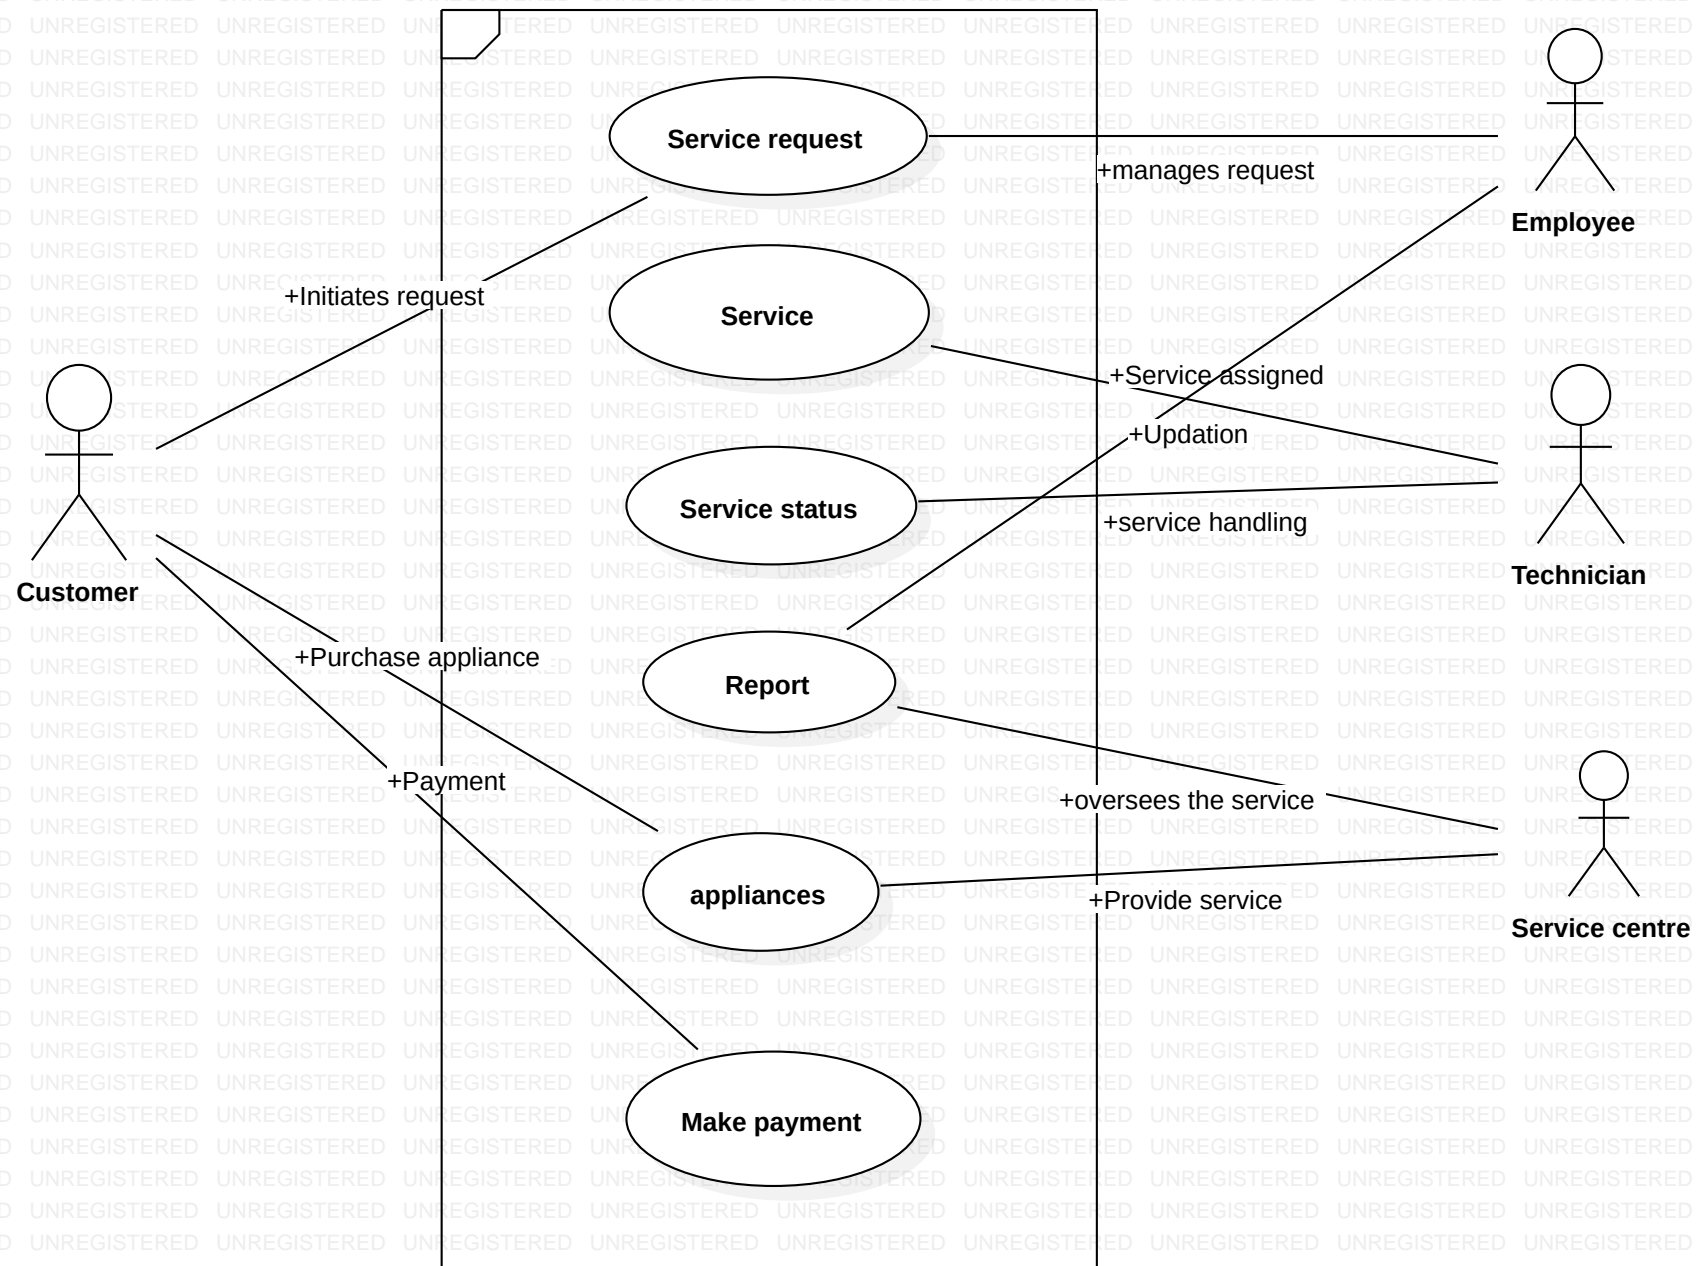 Service request
+manages request
Employee
+Initiates request
Service
+Service assigned
+Updation
Service status
+service handling
Technician
Customer
+Purchase appliance
Report
+Payment
+oversees the service
appliances
+Provide service
Service centre
Make payment
UNREGISTERED